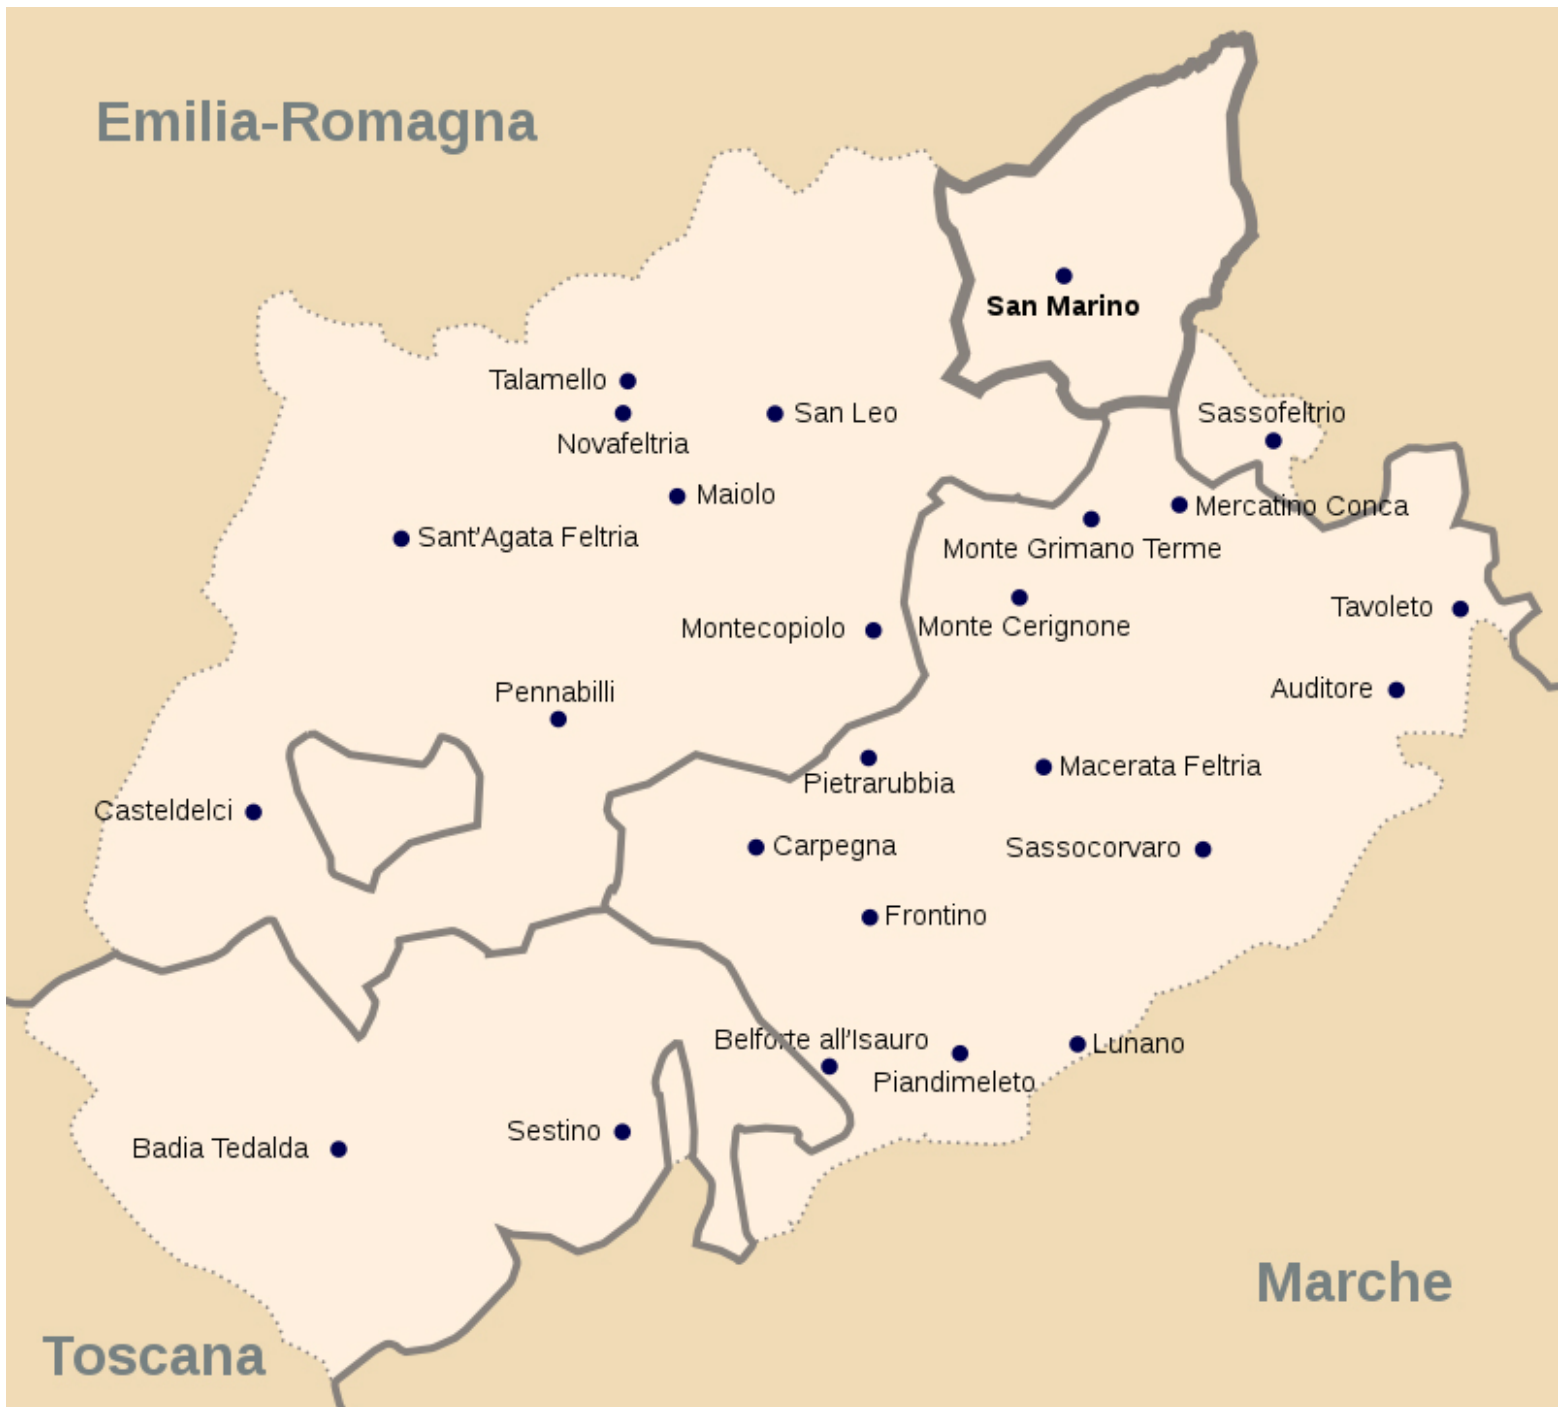 Emilia-Romagna
San Marino
Talamello
San Leo
Sassofeltrio
Novafeltria
Maiolo
Mercatino Conca
Sant'Agata Feltria
Monte Grimano Terme
Tavoleto
Montecopiolo
Monte Cerignone
Pennabilli
Auditore
Macerata Feltria
Pietrarubbia
Casteldelci
Carpegna
Sassocorvaro
Frontino
Belforte all'Isauro
Lunano
Piandimeleto
Sestino
Badia Tedalda
Marche
Toscana